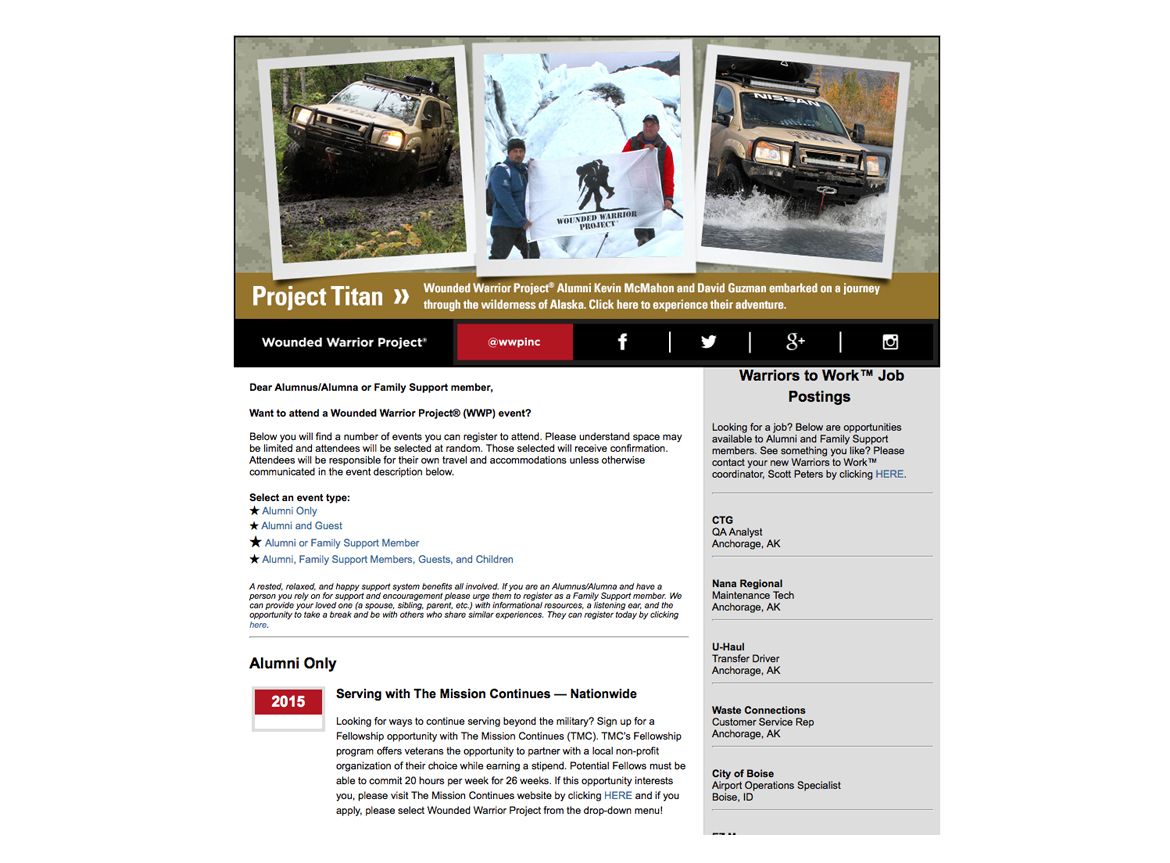 NISSAN
TITAN
WOUNDED WARRIOR
PROJECT®
NISSAN
TITAN
Project Titan »
Wounded Warrior Project® Alumni Kevin McMahon and David Guzman embarked on a journey
through the wilderness of Alaska. Click here to experience their adventure.
Wounded Warrior Project®
@wwpinc
Dear Alumnus/Alumna or Family Support member,
Want to attend a Wounded Warrior Project® (WWP) event?
Below you will find a number of events you can register to attend. Please understand space may
be limited and attendees will be selected at random. Those selected will receive confirmation.
Attendees will be responsible for their own travel and accommodations unless otherwise
communicated in the event description below.
Select an event type:
★ Alumni Only
★ Alumni and Guest
★ Alumni or Family Support Member
★ Alumni, Family Support Members, Guests, and Children
A rested, relaxed, and happy support system benefits all involved. If you are an Alumnus/Alumna and have a
person you rely on for support and encouragement please urge them to register as a Family Support member. We
can provide your loved one (a spouse, sibling, parent, etc.) with informational resources, a listening ear, and the
opportunity to take a break and be with others who share similar experiences. They can register today by clicking
here.
Alumni Only
2015
Serving with The Mission Continues — Nationwide
Looking for ways to continue serving beyond the military? Sign up for a
Fellowship opportunity with The Mission Continues (TMC). TMC's Fellowship
program offers veterans the opportunity to partner with a local non-profit
organization of their choice while earning a stipend. Potential Fellows must be
able to commit 20 hours per week for 26 weeks. If this opportunity interests
you, please visit The Mission Continues website by clicking HERE and if you
apply, please select Wounded Warrior Project from the drop-down menu!
Warriors to Work™ Job
Postings
Looking for a job? Below are opportunities
available to Alumni and Family Support
members. See something you like? Please
contact your new Warriors to Work™
coordinator, Scott Peters by clicking HERE.
CTG
QA Analyst
Anchorage, AK
Nana Regional
Maintenance Tech
Anchorage, AK
U-Haul
Transfer Driver
Anchorage, AK
Waste Connections
Customer Service Rep
Anchorage, AK
City of Boise
Airport Operations Specialist
Boise, ID